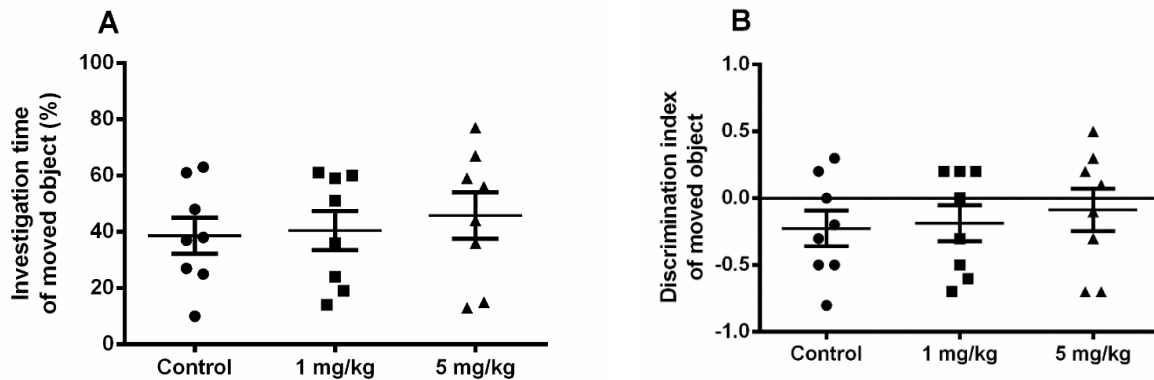 A
Investigation time
of moved object (%)
100
80
60
40
20
0
Control
1 mg/kg
5 mg/kg
B
Discrimination index
of moved object
1.0
0.5
0.0
-0.5
-1.0
Control
1 mg/kg
5 mg/kg